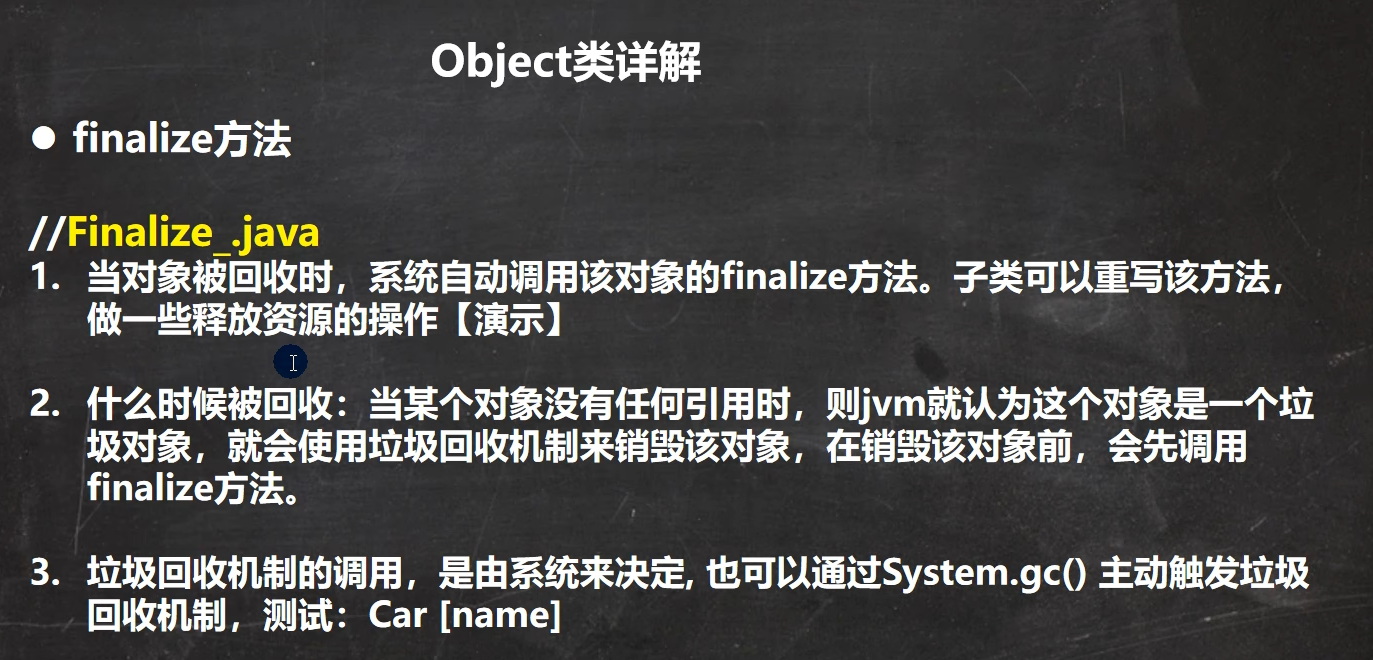 Object类详解
● finalize方法
//Finalize_.java
1. 当对象被回收时，系统自动调用该对象的finalize方法。子类可以重写该方法，
做一些释放资源的操作【演示】
2. 什么时候被回收：当某个对象没有任何引用时，则jvm就认为这个对象是一个垃
圾对象，就会使用垃圾回收机制来销毁该对象，在销毁该对象前，会先调用
finalize方法。
3. 垃圾回收机制的调用，是由系统来决定, 也可以通过System.gc() 主动触发垃圾
回收机制，测试：Car [name]